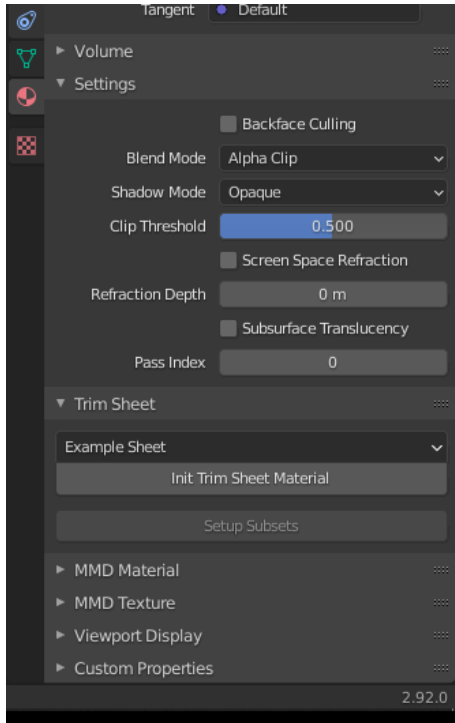 Tangent Default
Volume
Settings
Backface Culling
Blend Mode Alpha Clip
Shadow Mode Opaque
Clip Threshold 0.500
Screen Space Refraction
Refraction Depth 0 m
Subsurface Translucency
Pass Index 0
Trim Sheet
Example Sheet
Init Trim Sheet Material
Setup Subsets
MMD Material
MMD Texture
Viewport Display
Custom Properties
2.92.0